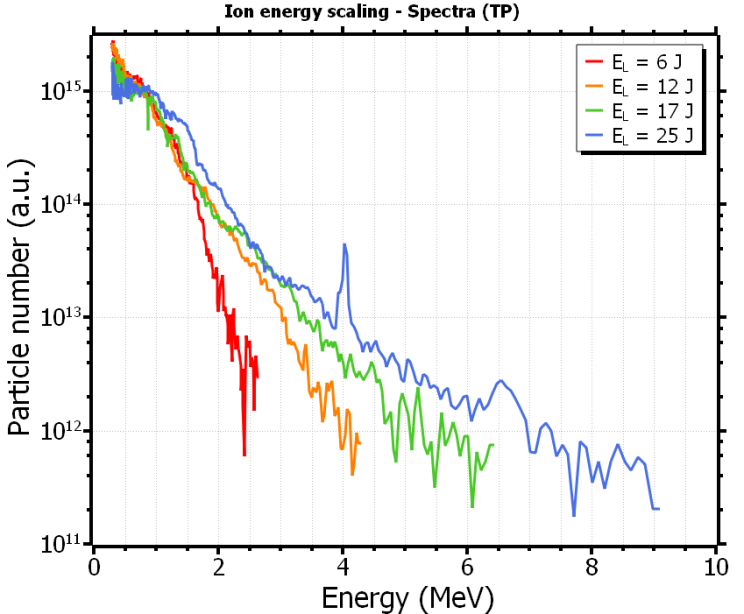 Ion energy scaling - Spectra (TP)
E_L = 6 J
E_L = 12 J
E_L = 17 J
E_L = 25 J
Particle number (a.u.)
10^15
10^14
10^13
10^12
10^11
0 2 4 6 8 10
Energy (MeV)